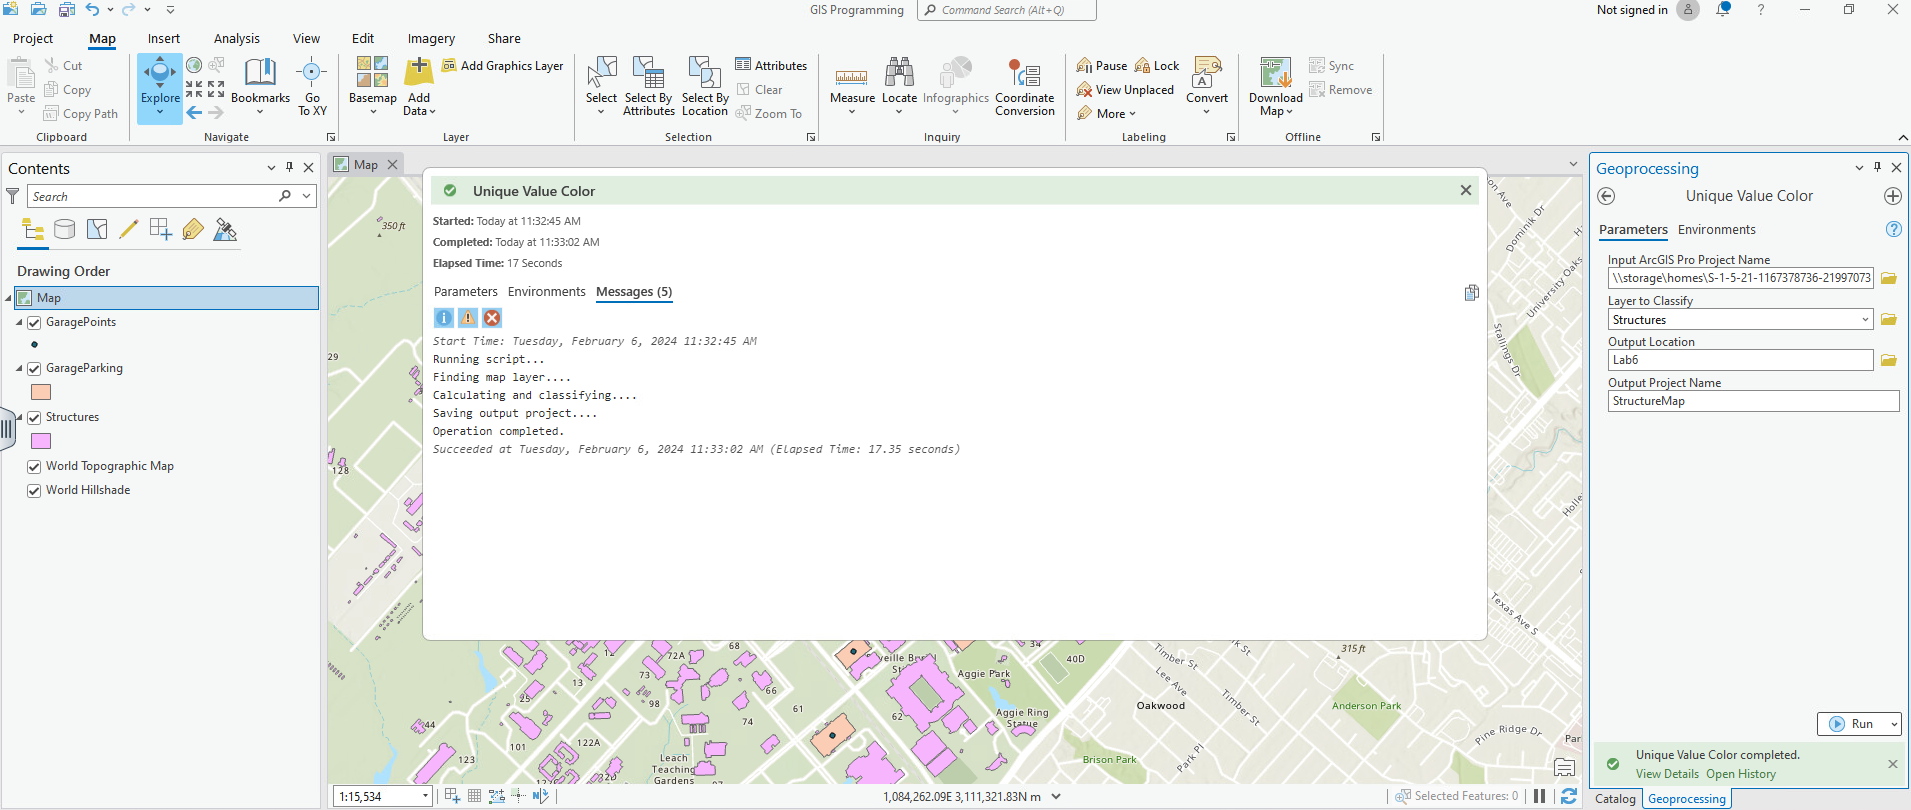 GIS Programming
Command Search (Alt+Q)
Not signed in
?
Project
Map
Insert
Analysis
View
Edit
Imagery
Share
Paste
Cut
Copy
Copy Path
Clipboard
Explore
Bookmarks
Go To XY
Navigate
Basemap
Add Data
Add Graphics Layer
Layer
Select
Select By Attributes
Select By Location
Attributes
Clear
Zoom To
Selection
Measure
Locate
Infographics
Coordinate Conversion
Inquiry
Pause
Lock
View Unplaced
More
Convert
Labeling
Download Map
Sync
Remove
Offline
Contents
Search
Drawing Order
Map
GaragePoints
GarageParking
Structures
World Topographic Map
World Hillshade
Map
Unique Value Color
Started: Today at 11:32:45 AM
Completed: Today at 11:33:02 AM
Elapsed Time: 17 Seconds
Parameters
Environments
Messages (5)
Start Time: Tuesday, February 6, 2024 11:32:45 AM
Running script...
Finding map layer....
Calculating and classifying....
Saving output project....
Operation completed.
Succeeded at Tuesday, February 6, 2024 11:33:02 AM (Elapsed Time: 17.35 seconds)
350 ft
29
128
44
123
101
25
13
122A
72A
73
98
68
66
74
61
62
34
40D
Leach Teaching Gardens
Aggie Park
Aggie Ring Statue
Oakwood
Timber St
Lee Ave
Timber St
Park Pl
Brison Park
Anderson Park
315 ft
Pine Ridge Dr
Texas Ave S
Stallings Dr
University Oaks
Dominik Dr
1:15,534
1,084,262.09E 3,111,321.83N m
Selected Features: 0
Geoprocessing
Unique Value Color
Parameters
Environments
?
Input ArcGIS Pro Project Name
\\storage\homes\S-1-5-21-1167378736-21997073
Layer to Classify
Structures
Output Location
Lab6
Output Project Name
StructureMap
Run
Unique Value Color completed.
View Details
Open History
Catalog
Geoprocessing